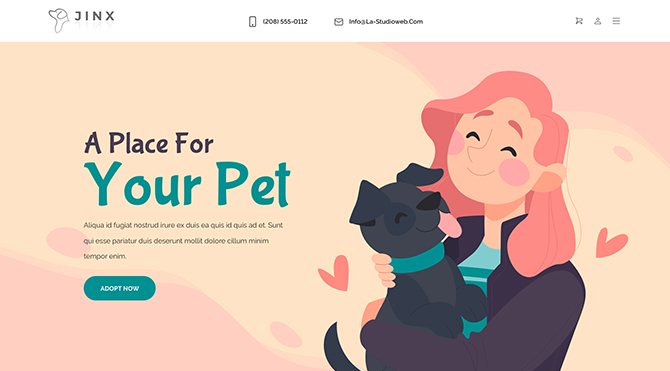 JINX
(208) 555-0112
Info@La-Studioweb.Com
A Place For
Your Pet
Aliqua id fugiat nostrud irure ex duis ea quis id quis ad et. Sunt
qui esse pariatur duis deserunt mollit dolore cillum minim
tempor enim.
ADOPT NOW